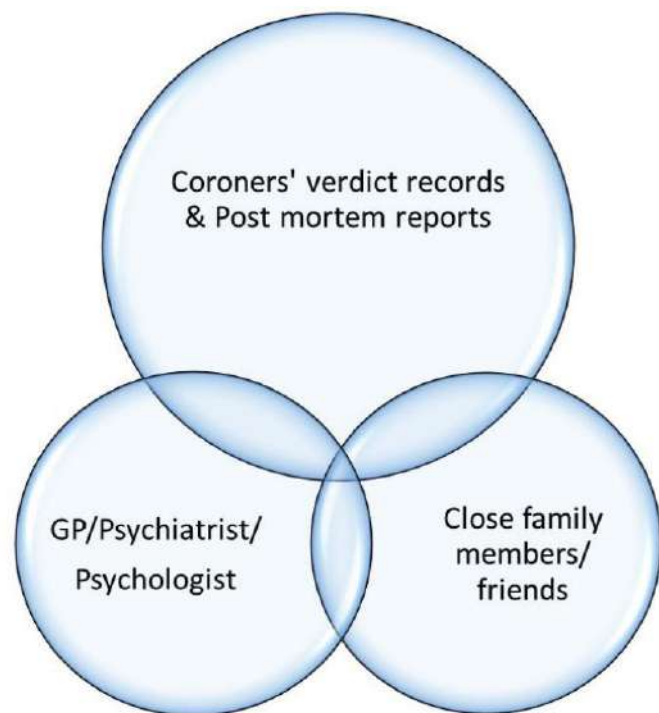 Coroners' verdict records
& Post mortem reports
GP/Psychiatrist/
Psychologist
Close family
members/
friends